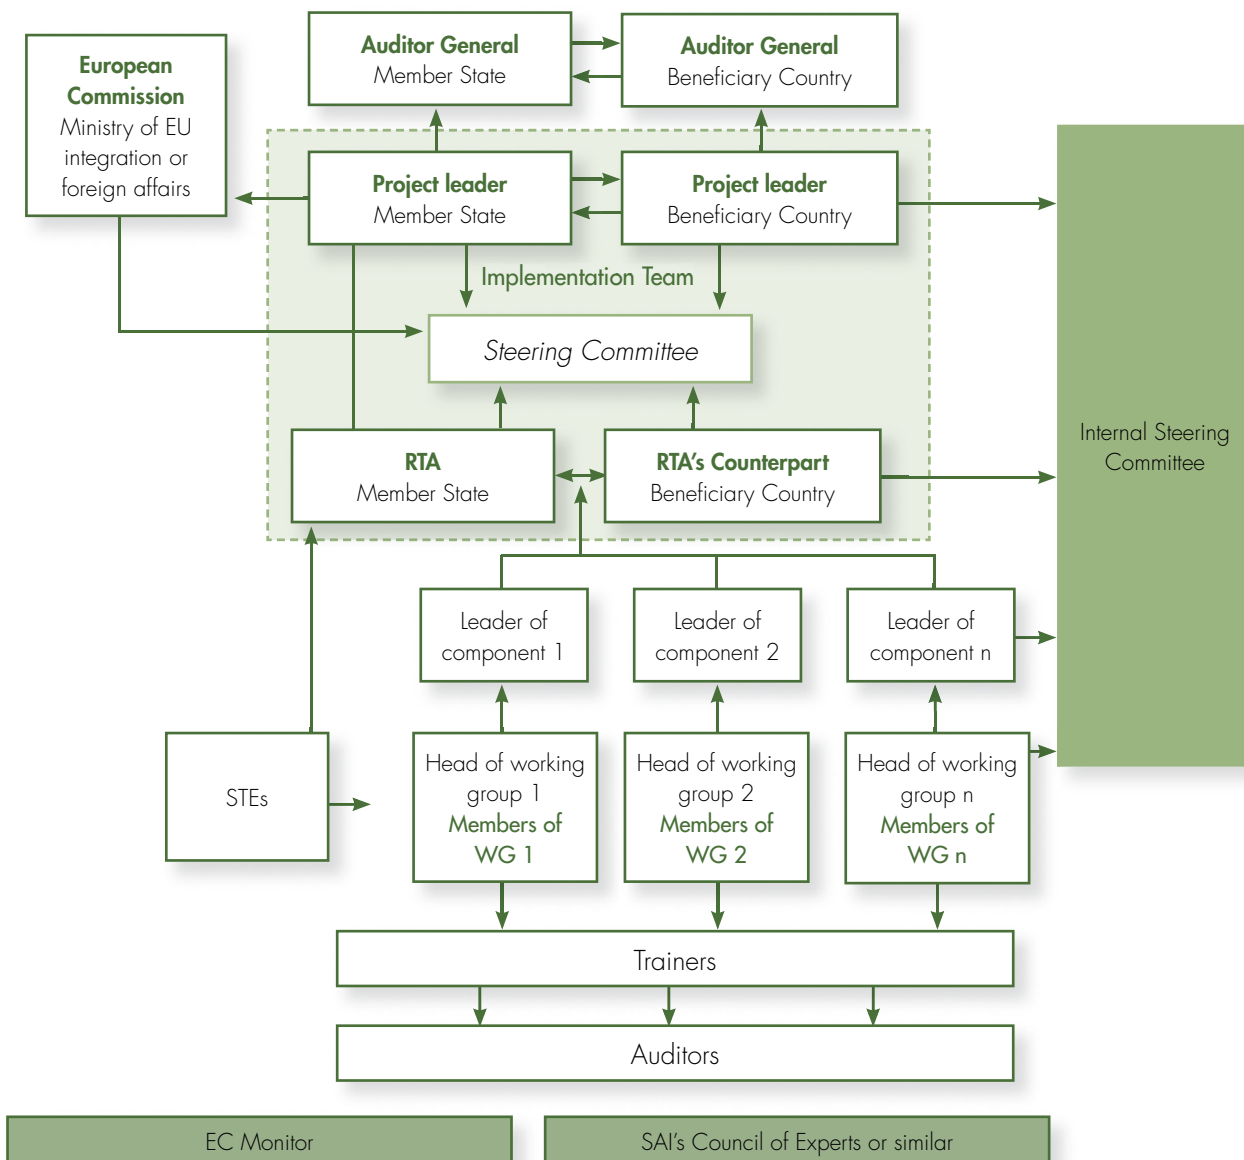 Auditor General
Member State
Auditor General
Beneficiary Country
European
Commission
Ministry of EU
integration or
foreign affairs
Project leader
Member State
Project leader
Beneficiary Country
Implementation Team
Steering Committee
RTA
Member State
RTA's Counterpart
Beneficiary Country
Internal Steering
Committee
Leader of
component 1
Leader of
component 2
Leader of
component n
STEs
Head of working
group 1
Members of
WG 1
Head of working
group 2
Members of
WG 2
Head of working
group n
Members of
WG n
Trainers
Auditors
EC Monitor
SAI's Council of Experts or similar